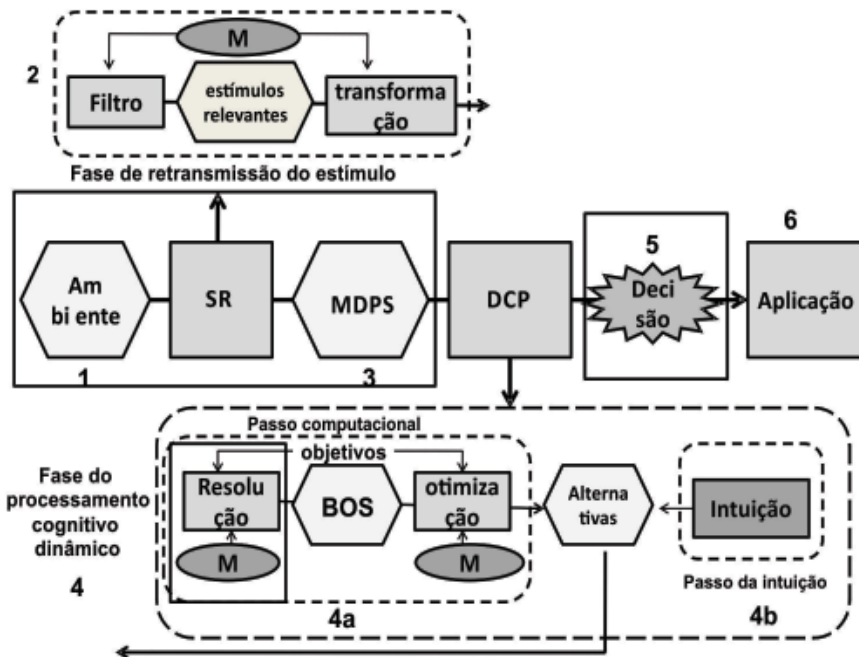 M
2
Filtro
estímulos
relevantes
transforma
ção
Fase de retransmissão do estímulo
Am
bi ente
SR
MDPS
DCP
5
Deci
são
6
Aplicação
1
3
Passo computacional
objetivos
Fase do
processamento
cognitivo
dinâmico
4
Resolu
ção
BOS
otimiza
ção
M
M
4a
Alterna
tivas
Intuição
Passo da intuição
4b